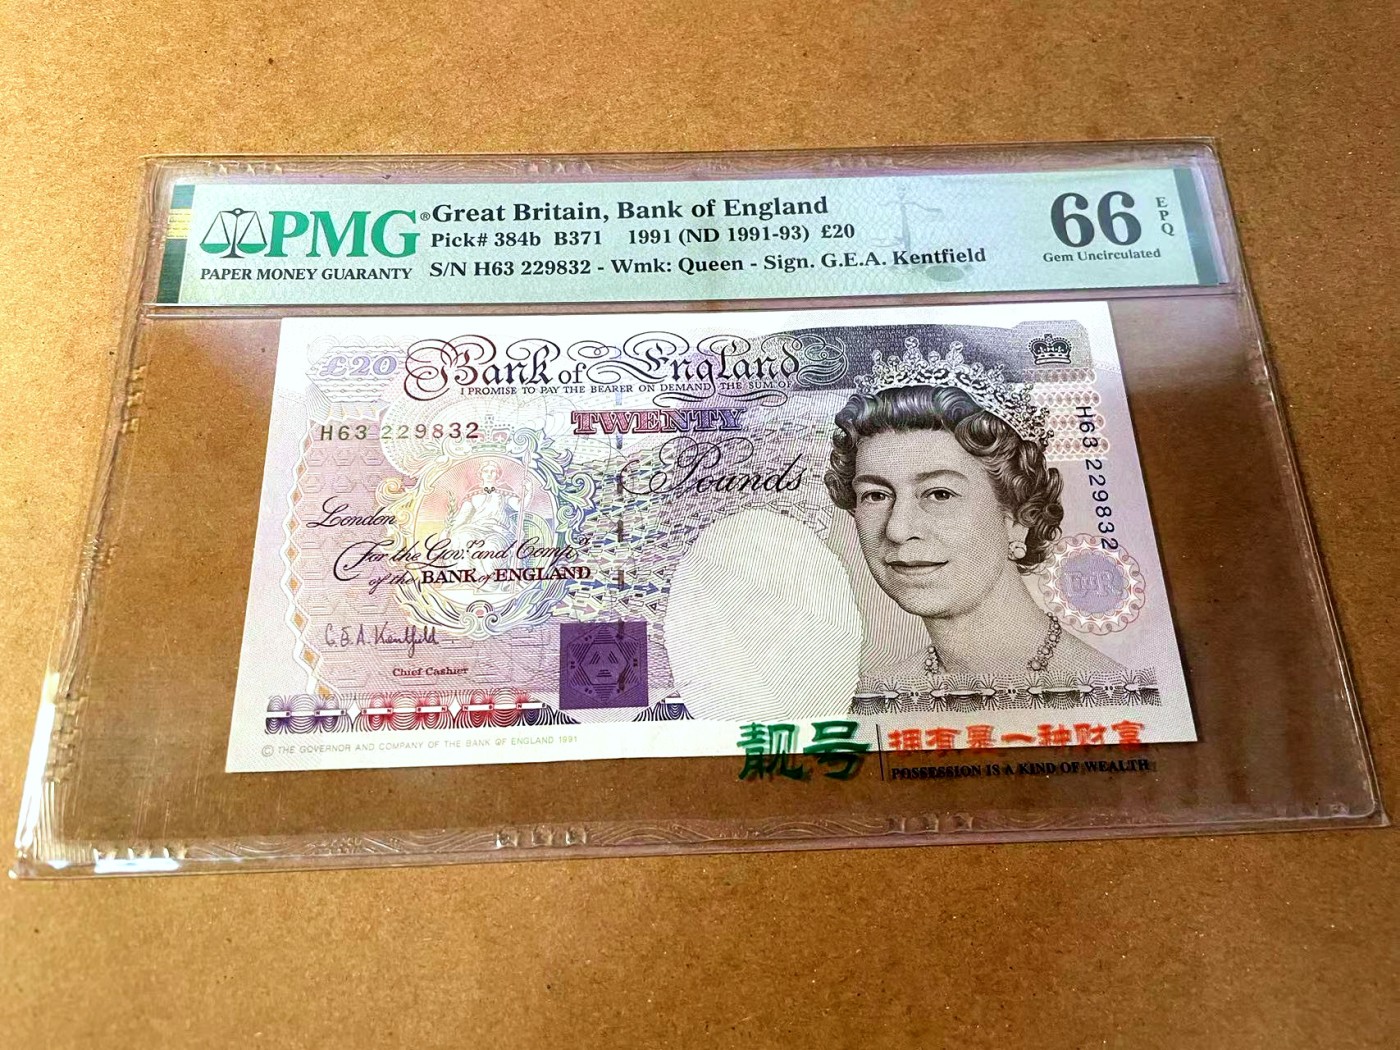 PMG®
PAPER MONEY GUARANTY
Great Britain, Bank of England
Pick# 384b B371 1991 (ND 1991-93) £20
S/N H63 229832 - Wmk: Queen - Sign. G.E.A. Kentfield
66 EPQ
Gem Uncirculated
£20
Bank of England
I PROMISE TO PAY THE BEARER ON DEMAND THE SUM OF
TWENTY
Pounds
H63 229832
H63 229832
London
For the Govr. and Compa.
of the BANK of ENGLAND
G E A Kentfield
Chief Cashier
EIIR
© THE GOVERNOR AND COMPANY OF THE BANK OF ENGLAND 1991
靓号
拥有是一种财富
POSSESSION IS A KIND OF WEALTH